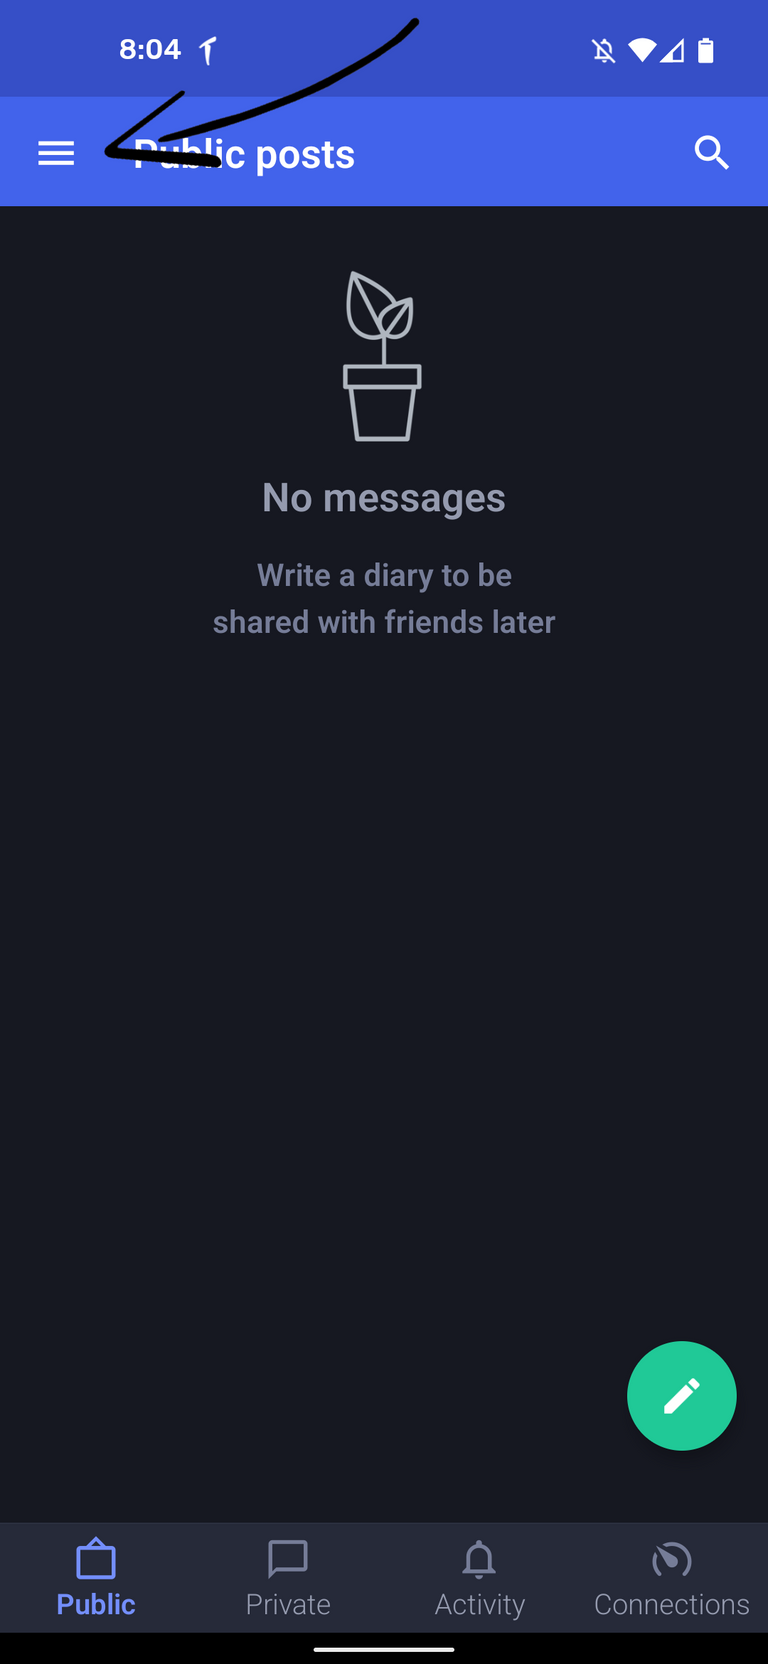 8:04
Public posts
No messages
Write a diary to be
shared with friends later
Public
Private
Activity
Connections